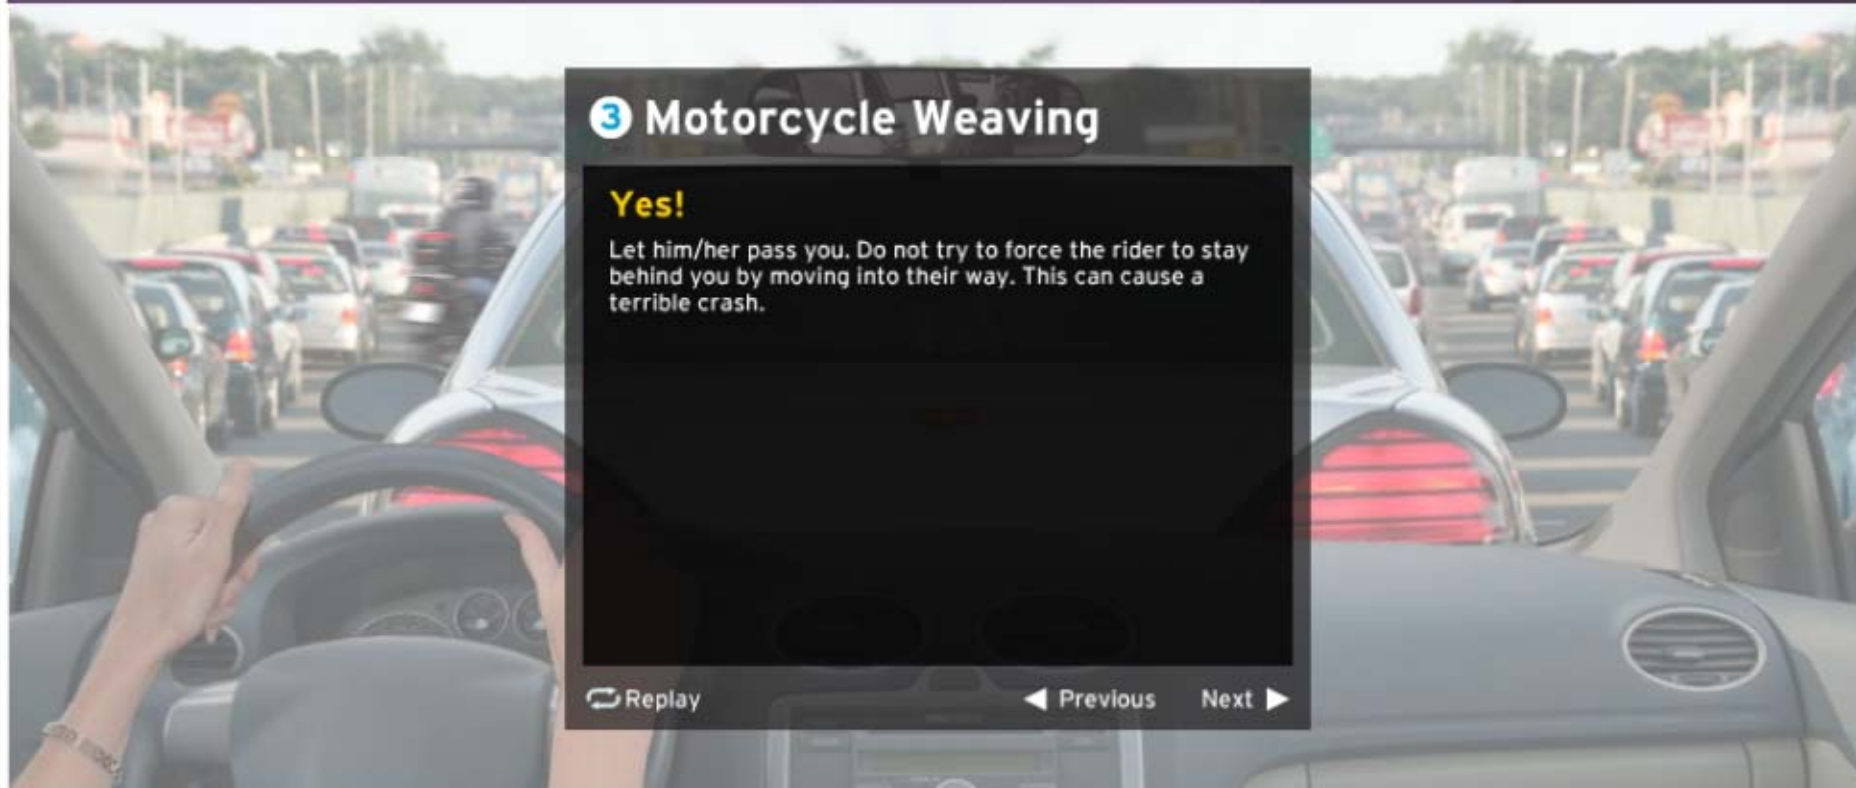 3 Motorcycle Weaving
Yes!
Let him/her pass you. Do not try to force the rider to stay
behind you by moving into their way. This can cause a
terrible crash.
Replay
Previous
Next